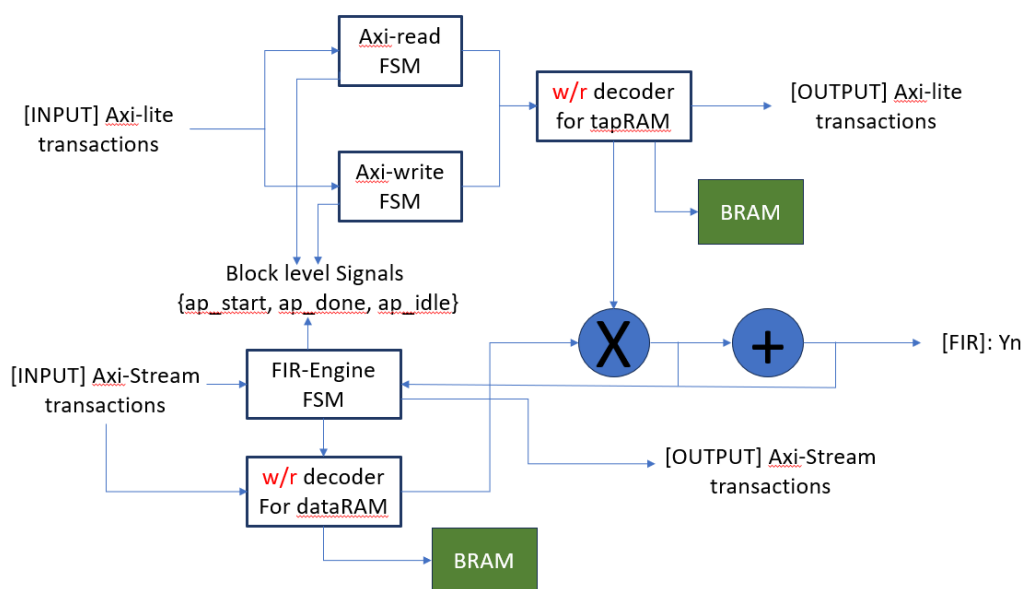 Axi-read
FSM
[INPUT] Axi-lite
transactions
w/r decoder
for tapRAM
[OUTPUT] Axi-lite
transactions
Axi-write
FSM
BRAM
Block level Signals
{ap_start, ap_done, ap_idle}
X
+
[FIR]: Yn
[INPUT] Axi-Stream
transactions
FIR-Engine
FSM
[OUTPUT] Axi-Stream
transactions
w/r decoder
For dataRAM
BRAM